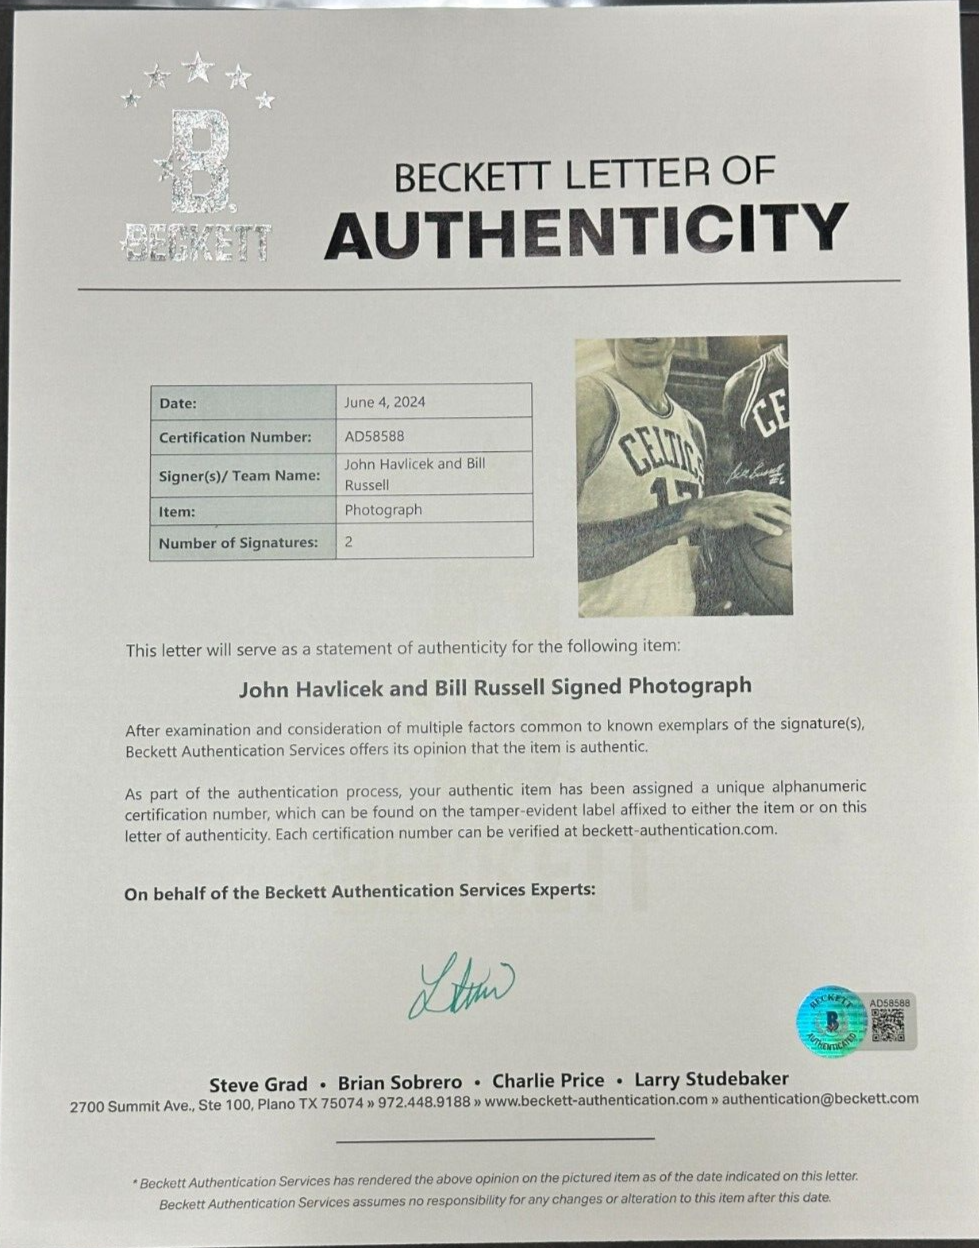 BECKETT
BECKETT LETTER OF
AUTHENTICITY
Date: June 4, 2024
Certification Number: AD58588
Signer(s)/ Team Name: John Havlicek and Bill
Russell
Item: Photograph
Number of Signatures: 2
CELTICS
17
CE
This letter will serve as a statement of authenticity for the following item:
John Havlicek and Bill Russell Signed Photograph
After examination and consideration of multiple factors common to known exemplars of the signature(s),
Beckett Authentication Services offers its opinion that the item is authentic.
As part of the authentication process, your authentic item has been assigned a unique alphanumeric
certification number, which can be found on the tamper-evident label affixed to either the item or on this
letter of authenticity. Each certification number can be verified at beckett-authentication.com.
On behalf of the Beckett Authentication Services Experts:
BECKETT
B
AUTHENTICATED
AD58588
Steve Grad • Brian Sobrero • Charlie Price • Larry Studebaker
2700 Summit Ave., Ste 100, Plano TX 75074 » 972.448.9188 » www.beckett-authentication.com » authentication@beckett.com
* Beckett Authentication Services has rendered the above opinion on the pictured item as of the date indicated on this letter.
Beckett Authentication Services assumes no responsibility for any changes or alteration to this item after this date.